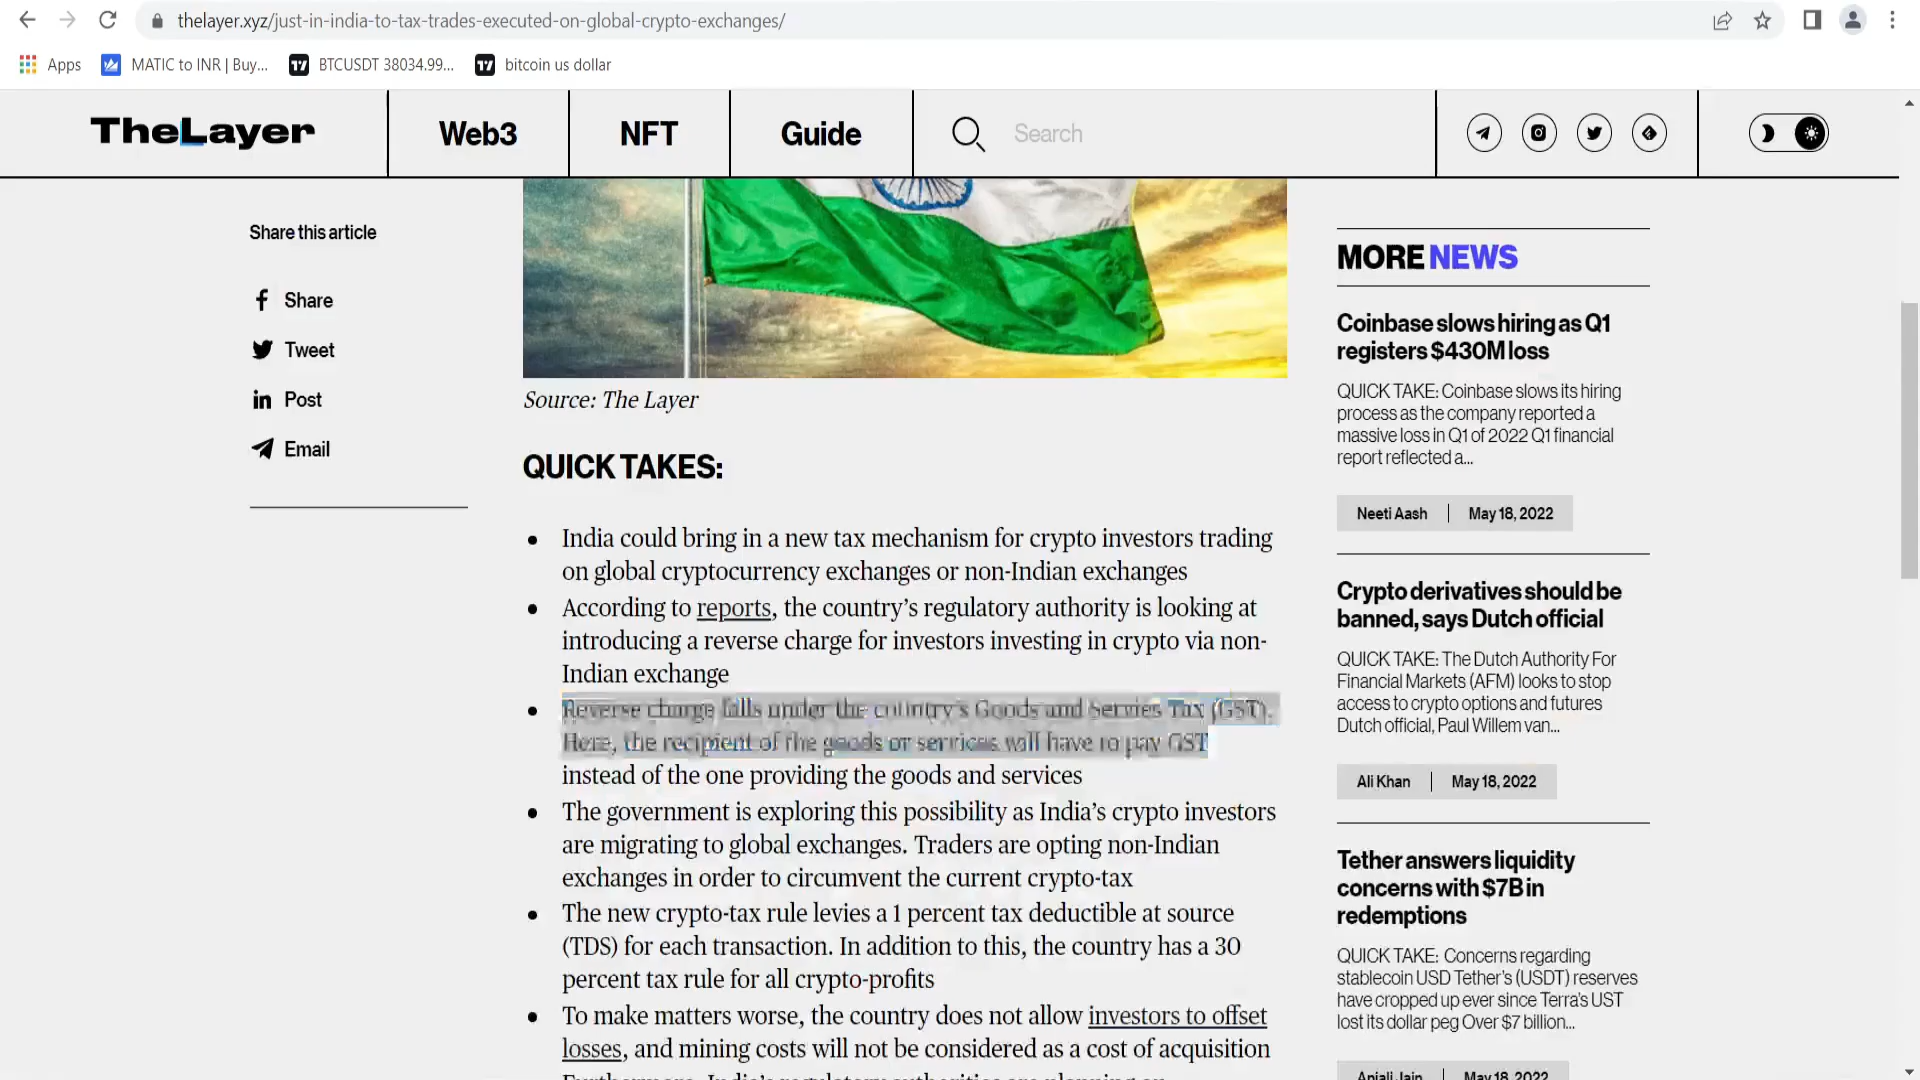 thelayer.xyz/just-in-india-to-tax-trades-executed-on-global-crypto-exchanges/
Apps
MATIC to INR | Buy...
BTCUSDT 38034.99...
bitcoin us dollar
TheLayer
Web3
NFT
Guide
Search
Share this article
Share
Tweet
Post
Email
Source: The Layer
QUICK TAKES:
India could bring in a new tax mechanism for crypto investors trading
on global cryptocurrency exchanges or non-Indian exchanges
According to reports, the country's regulatory authority is looking at
introducing a reverse charge for investors investing in crypto via non-
Indian exchange
Reverse charge falls under the country's Goods and Servies Tax (GST).
Here, the recipient of the goods or services will have to pay GST
instead of the one providing the goods and services
The government is exploring this possibility as India's crypto investors
are migrating to global exchanges. Traders are opting non-Indian
exchanges in order to circumvent the current crypto-tax
The new crypto-tax rule levies a 1 percent tax deductible at source
(TDS) for each transaction. In addition to this, the country has a 30
percent tax rule for all crypto-profits
To make matters worse, the country does not allow investors to offset
losses, and mining costs will not be considered as a cost of acquisition
MORE NEWS
Coinbase slows hiring as Q1
registers $430M loss
QUICK TAKE: Coinbase slows its hiring
process as the company reported a
massive loss in Q1 of 2022 Q1 financial
report reflected a...
Neeti Aash | May 18, 2022
Crypto derivatives should be
banned, says Dutch official
QUICK TAKE: The Dutch Authority For
Financial Markets (AFM) looks to stop
access to crypto options and futures
Dutch official, Paul Willem van...
Ali Khan | May 18, 2022
Tether answers liquidity
concerns with $7B in
redemptions
QUICK TAKE: Concerns regarding
stablecoin USD Tether's (USDT) reserves
have cropped up ever since Terra's UST
lost its dollar peg Over $7 billion...
Anjali Jain | May 18, 2022